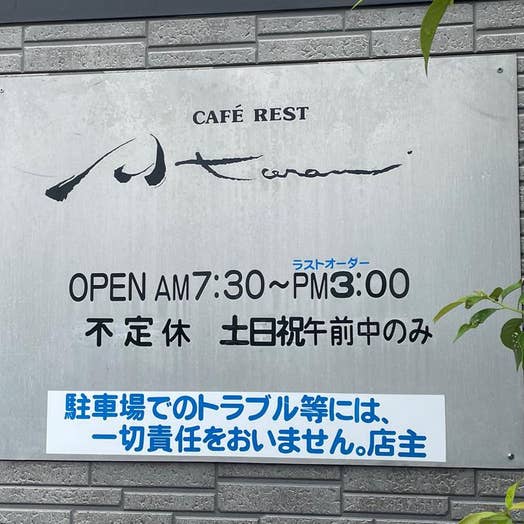 CAFÉ REST
ラストオーダー
OPEN AM7:30~PM3:00
不定休 土日祝午前中のみ
駐車場でのトラブル等には、
一切責任をおいません。店主